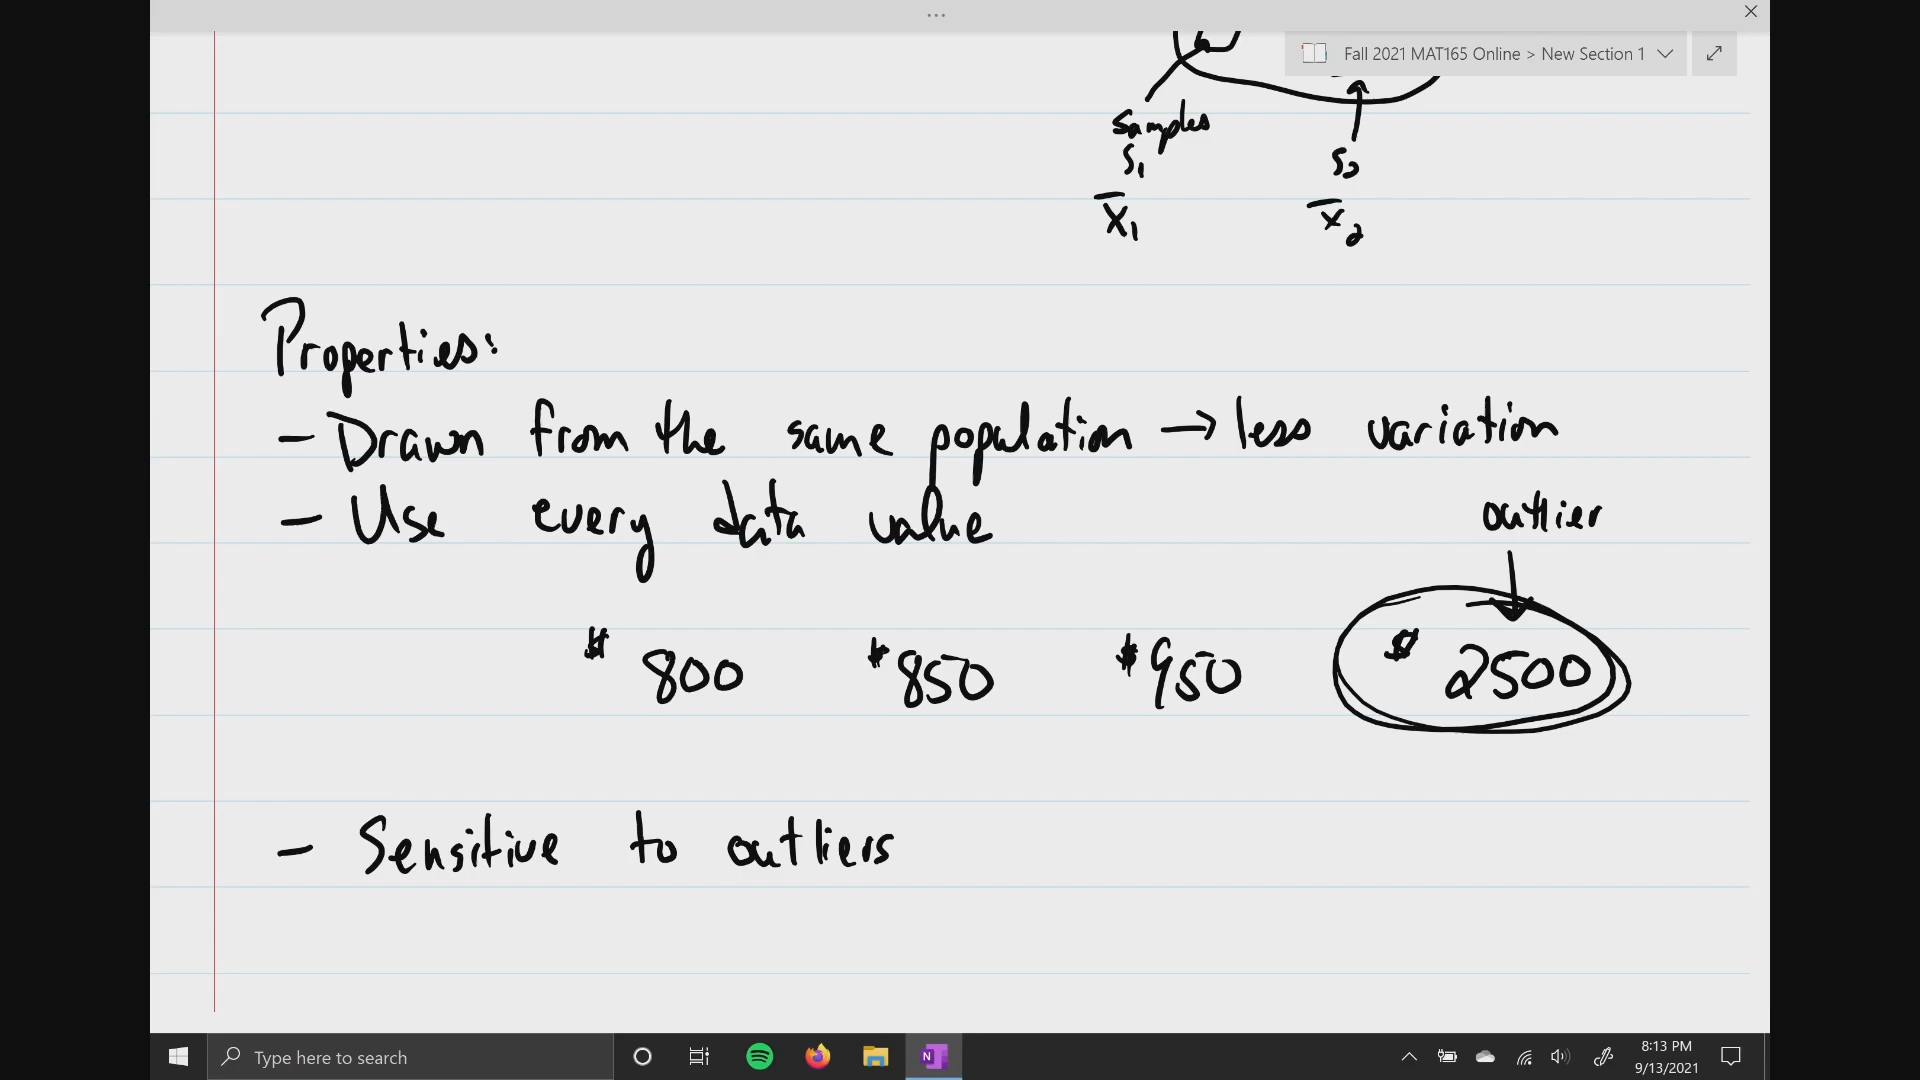 Fall 2021 MAT165 Online > New Section 1
samples
S1 S2
x̄1 x̄2
Properties:
- Drawn from the same population → less variation
- Use every data value
outlier
$ 800 $ 850 $ 950 $ 2500
- Sensitive to outliers
Type here to search
8:13 PM
9/13/2021